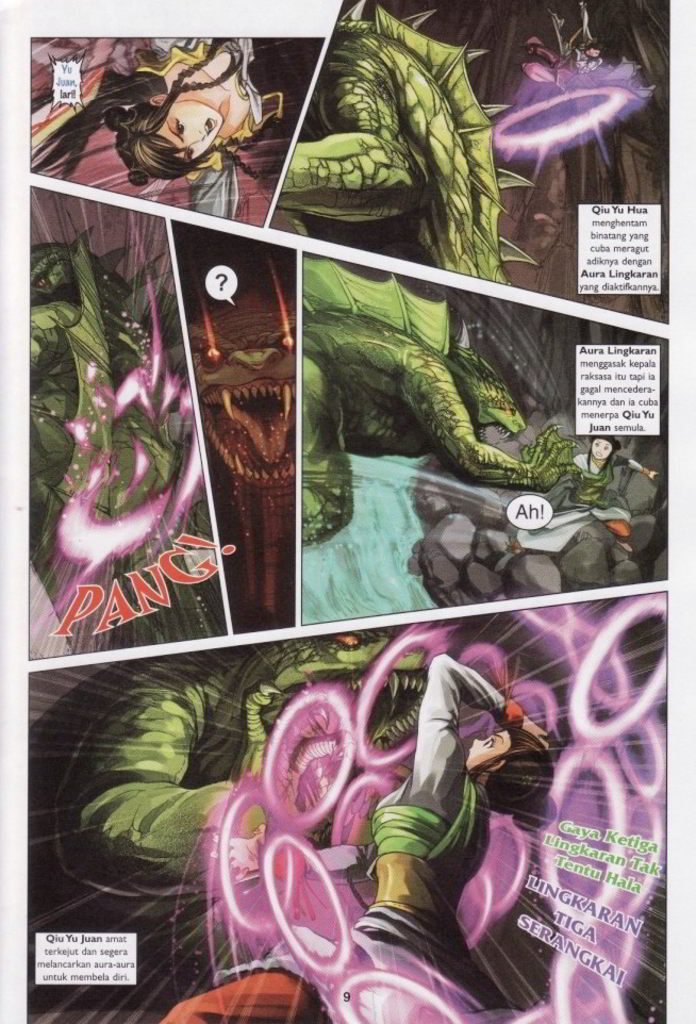 Yu
Juan,
lari!!
Qiu Yu Hua
menghentam
binatang yang
cuba meragut
adiknya dengan
Aura Lingkaran
yang diaktifkannya.
PANG!
?
Aura Lingkaran
menggasak kepala
raksasa itu tapi ia
gagal mencedera-
kannya dan ia cuba
menerpa Qiu Yu
Juan semula.
Ah!
Gaya Ketiga
Lingkaran Tak
Tentu Hala
LINGKARAN
TIGA
SERANGKAI
Qiu Yu Juan amat
terkejut dan segera
melancarkan aura-aura
untuk membela diri.
9